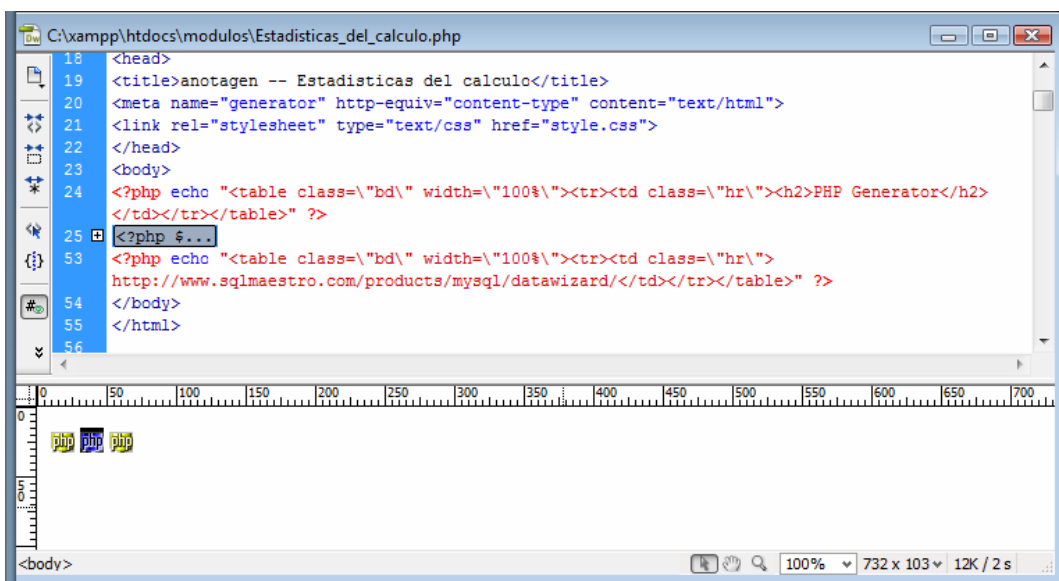 C:\xampp\htdocs\modulos\Estadisticas_del_calculo.php
18 <head>
19 <title>anotagen -- Estadisticas del calculo</title>
20 <meta name="generator" http-equiv="content-type" content="text/html">
21 <link rel="stylesheet" type="text/css" href="style.css">
22 </head>
23 <body>
24 <?php echo "<table class=\"bd\" width=\"100%\"><tr><td class=\"hr\"><h2>PHP Generator</h2>
</td></tr></table>" ?>
25 <?php $...
53 <?php echo "<table class=\"bd\" width=\"100%\"><tr><td class=\"hr\">
http://www.sqlmaestro.com/products/mysql/datawizard/</td></tr></table>" ?>
54 </body>
55 </html>
56
0 50 100 150 200 250 300 350 400 450 500 550 600 650 700
0
php php php
50
<body> 100% 732 x 103 12K / 2 s